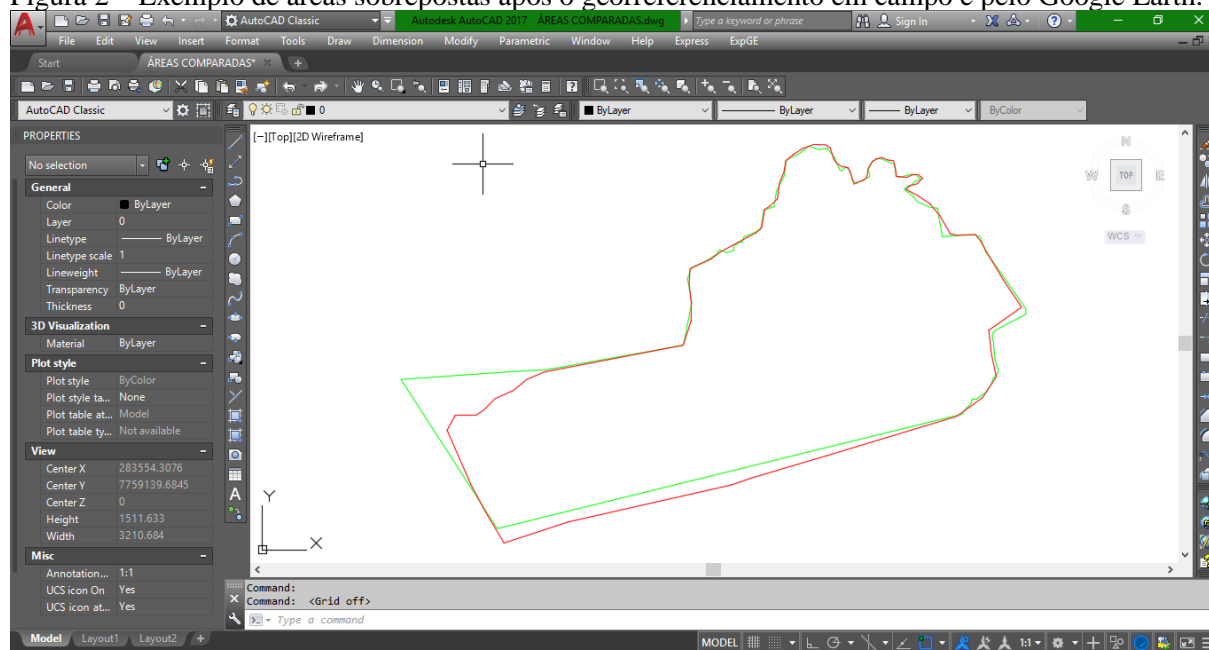 Figura 2 – Exemplo de áreas sobrepostas após o georreferenciamento em campo e pelo Google Earth.
AutoCAD Classic
Autodesk AutoCAD 2017 ÁREAS COMPARADAS.dwg
Type a keyword or phrase
Sign In
File Edit View Insert Format Tools Draw Dimension Modify Parametric Window Help Express ExpGE
Start ÁREAS COMPARADAS* +
AutoCAD Classic 0 ByLayer ByLayer ByLayer ByColor
PROPERTIES
No selection
General
Color ByLayer
Layer 0
Linetype ByLayer
Linetype scale 1
Lineweight ByLayer
Transparency ByLayer
Thickness 0
3D Visualization
Material ByLayer
Plot style
Plot style ByColor
Plot style ta... None
Plot table at... Model
Plot table ty... Not available
View
Center X 283554.3076
Center Y 7759139.6845
Center Z 0
Height 1511.633
Width 3210.684
Misc
Annotation... 1:1
UCS icon On Yes
UCS icon at... Yes
[−][Top][2D Wireframe]
N
W TOP E
S
WCS
Y
X
Command:
Command: <Grid off>
Type a command
Model Layout1 Layout2 +
MODEL 1:1